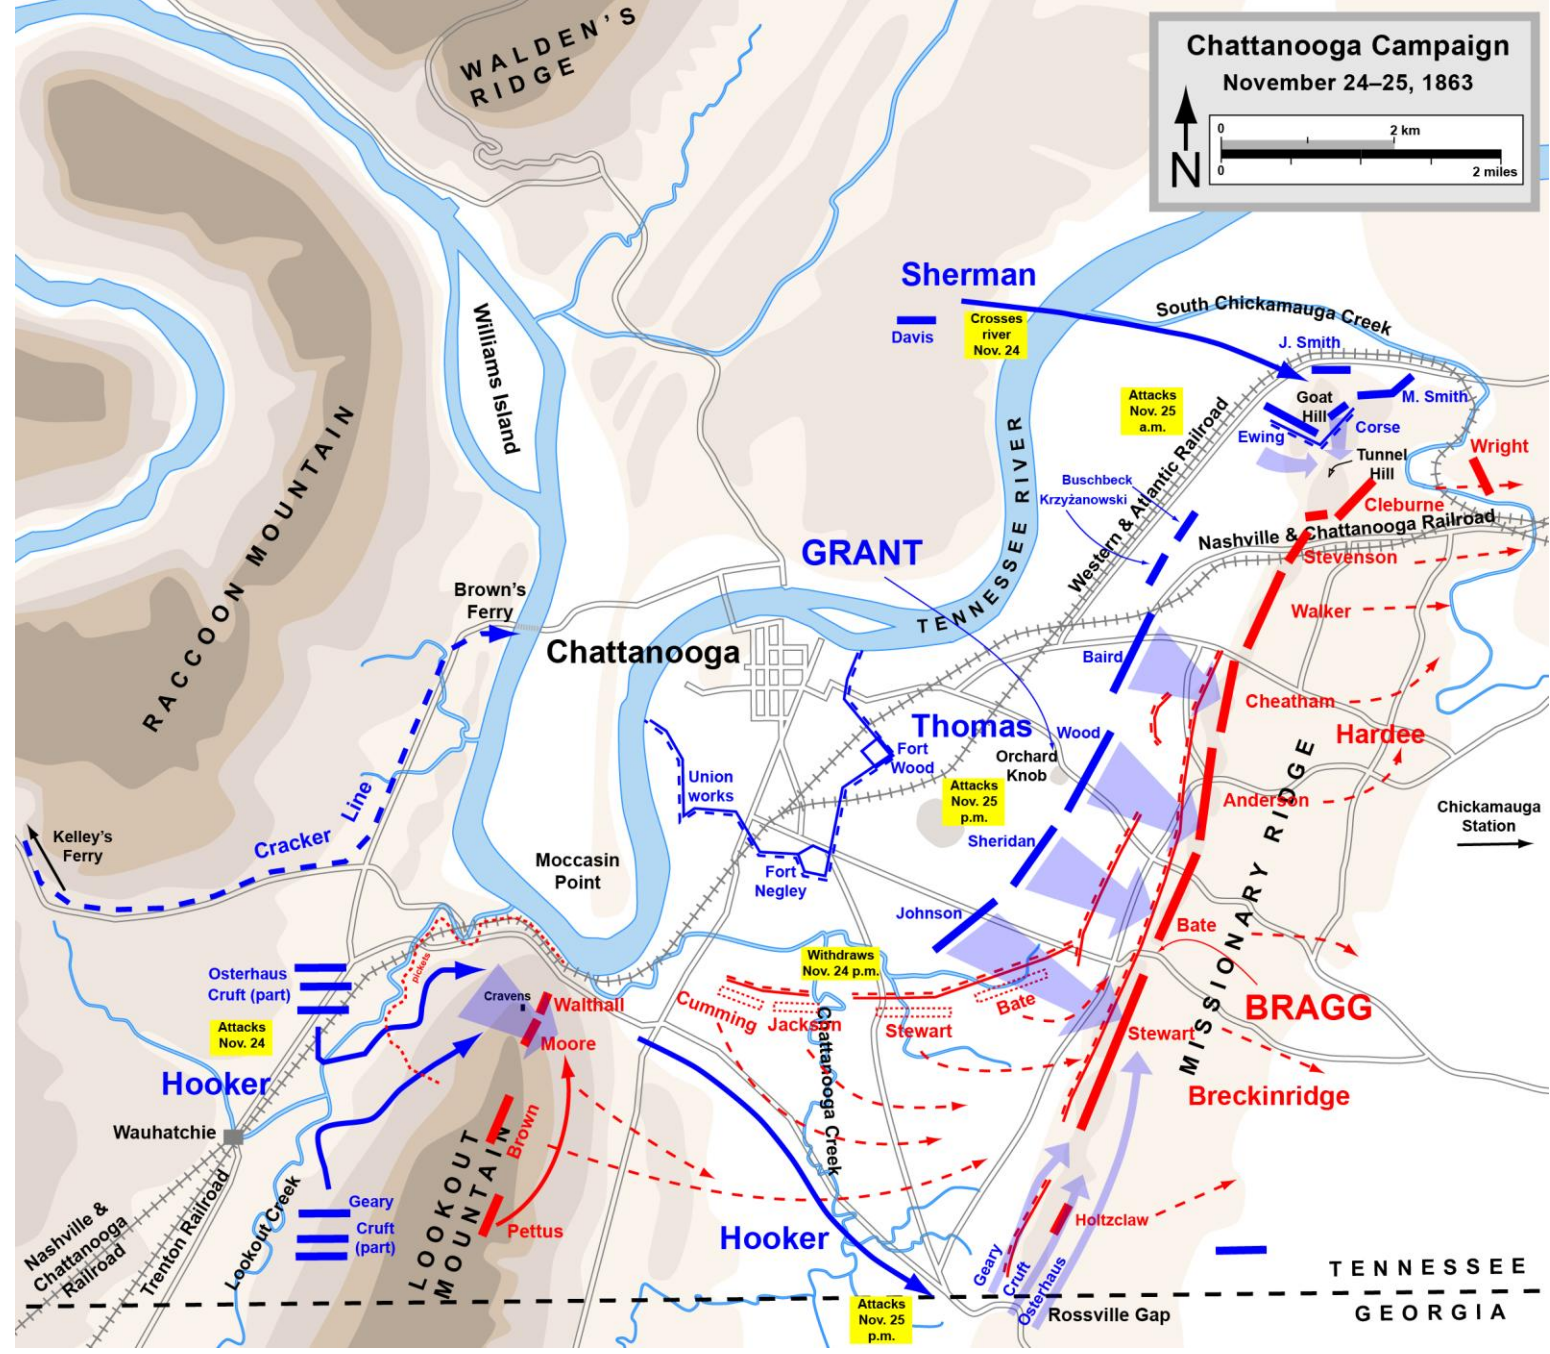 WALDEN'S
RIDGE
Chattanooga Campaign
November 24–25, 1863
N
0
2 km
0
2 miles
Sherman
Davis
Crosses
river
Nov. 24
South Chickamauga Creek
J. Smith
Goat
Hill
M. Smith
Ewing
Corse
Tunnel
Hill
Wright
Cleburne
Attacks
Nov. 25
a.m.
Western & Atlantic Railroad
Nashville & Chattanooga Railroad
Stevenson
Buschbeck
Krzyżanowski
Williams Island
RACCOON MOUNTAIN
TENNESSEE RIVER
GRANT
Walker
Brown's
Ferry
Chattanooga
Baird
Cheatham
Hardee
Thomas
Wood
Orchard
Knob
Fort
Wood
Union
works
Attacks
Nov. 25
p.m.
Anderson
MISSIONARY RIDGE
Chickamauga
Station
Sheridan
Kelley's
Ferry
Cracker Line
Moccasin
Point
Fort
Negley
Johnson
Bate
Withdraws
Nov. 24 p.m.
Osterhaus
Cruft (part)
pickets
Attacks
Nov. 24
Hooker
Cravens
Walthall
Moore
Cumming
Jackson
Stewart
Bate
Chattanooga Creek
BRAGG
Stewart
Breckinridge
Wauhatchie
Brown
LOOKOUT
MOUNTAIN
Pettus
Geary
Cruft
(part)
Lookout Creek
Trenton Railroad
Nashville &
Chattanooga
Railroad
Hooker
Holtzclaw
Geary
Cruft
Osterhaus
Attacks
Nov. 25
p.m.
Rossville Gap
TENNESSEE
GEORGIA